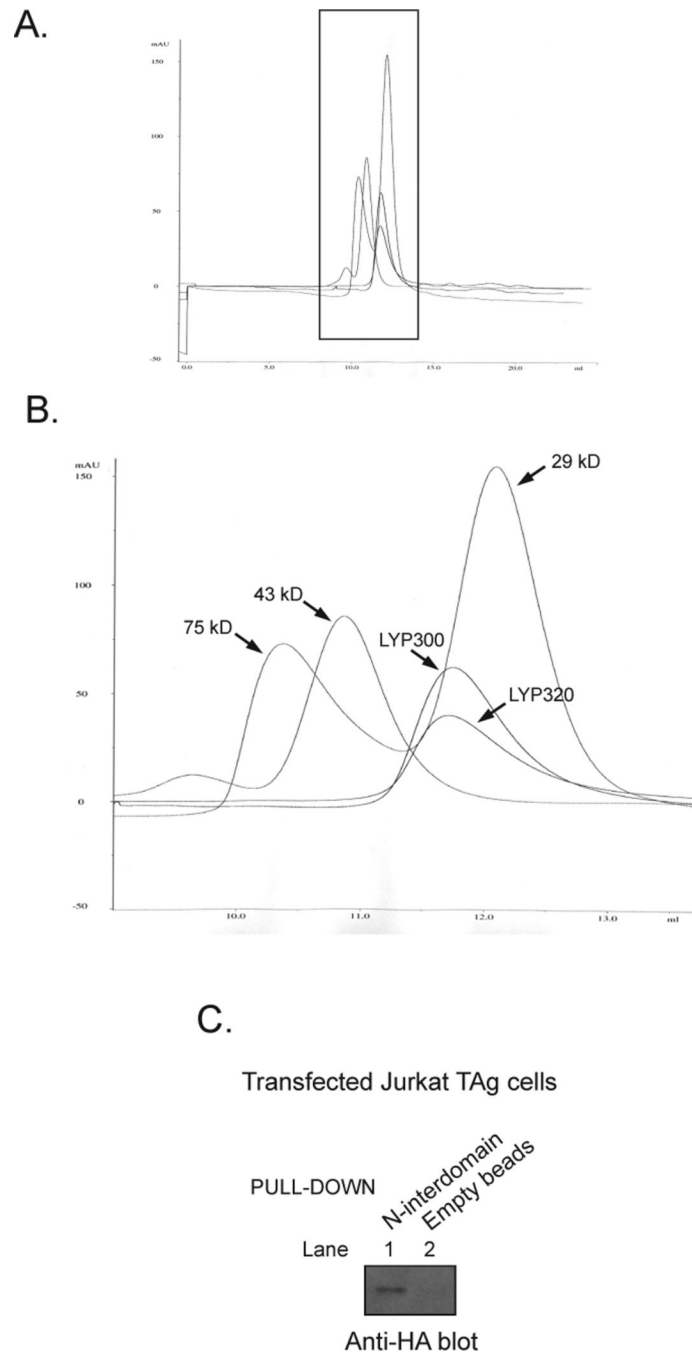 A.
mAU
150
100
50
0
-50
0.0 5.0 10.0 15.0 20.0 ml
B.
mAU
150
100
50
0
-50
29 kD
43 kD
75 kD
LYP300
LYP320
10.0 11.0 12.0 13.0 ml
C.
Transfected Jurkat TAg cells
PULL-DOWN N-interdomain Empty beads
Lane 1 2
Anti-HA blot